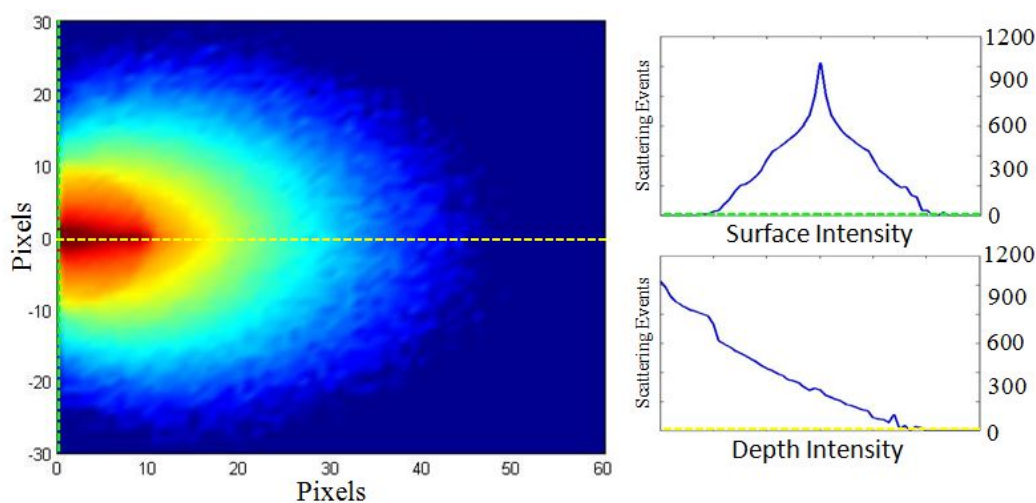 30
20
10
0
-10
-20
-30
Pixels
0 10 20 30 40 50 60
Pixels
Scattering Events
1200
900
600
300
0
Surface Intensity
Scattering Events
1200
900
600
300
0
Depth Intensity